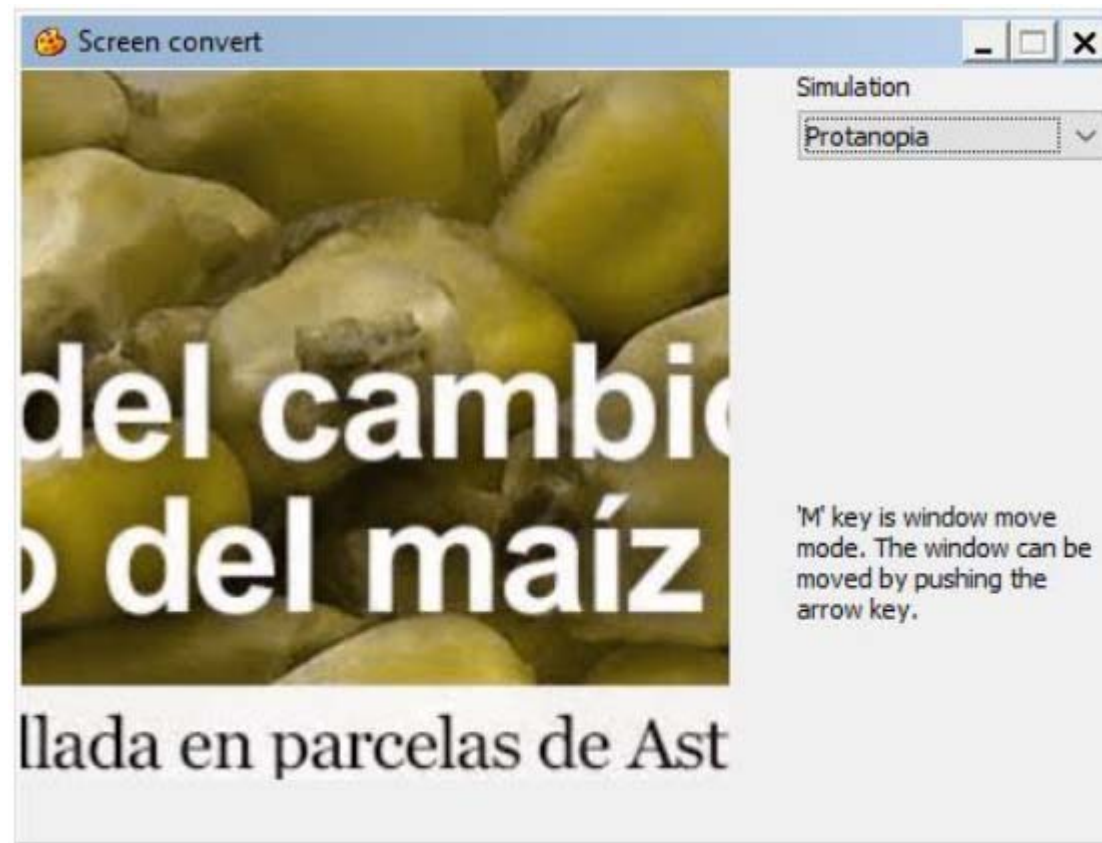 Screen convert
Simulation
Protanopia
del cambio
o del maíz
llada en parcelas de Ast
'M' key is window move
mode. The window can be
moved by pushing the
arrow key.